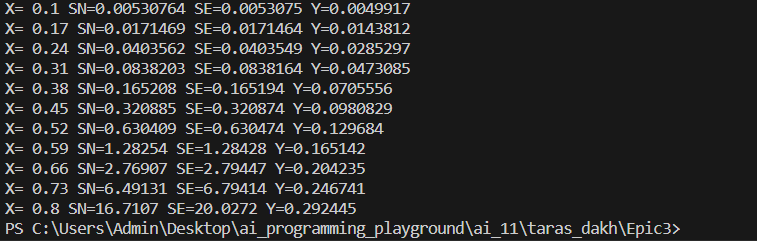 X= 0.1 SN=0.00530764 SE=0.0053075 Y=0.0049917
X= 0.17 SN=0.0171469 SE=0.0171464 Y=0.0143812
X= 0.24 SN=0.0403562 SE=0.0403549 Y=0.0285297
X= 0.31 SN=0.0838203 SE=0.0838164 Y=0.0473085
X= 0.38 SN=0.165208 SE=0.165194 Y=0.0705556
X= 0.45 SN=0.320885 SE=0.320874 Y=0.0980829
X= 0.52 SN=0.630409 SE=0.630474 Y=0.129684
X= 0.59 SN=1.28254 SE=1.28428 Y=0.165142
X= 0.66 SN=2.76907 SE=2.79447 Y=0.204235
X= 0.73 SN=6.49131 SE=6.79414 Y=0.246741
X= 0.8 SN=16.7107 SE=20.0272 Y=0.292445
PS C:\Users\Admin\Desktop\ai_programming_playground\ai_11\taras_dakh\Epic3>